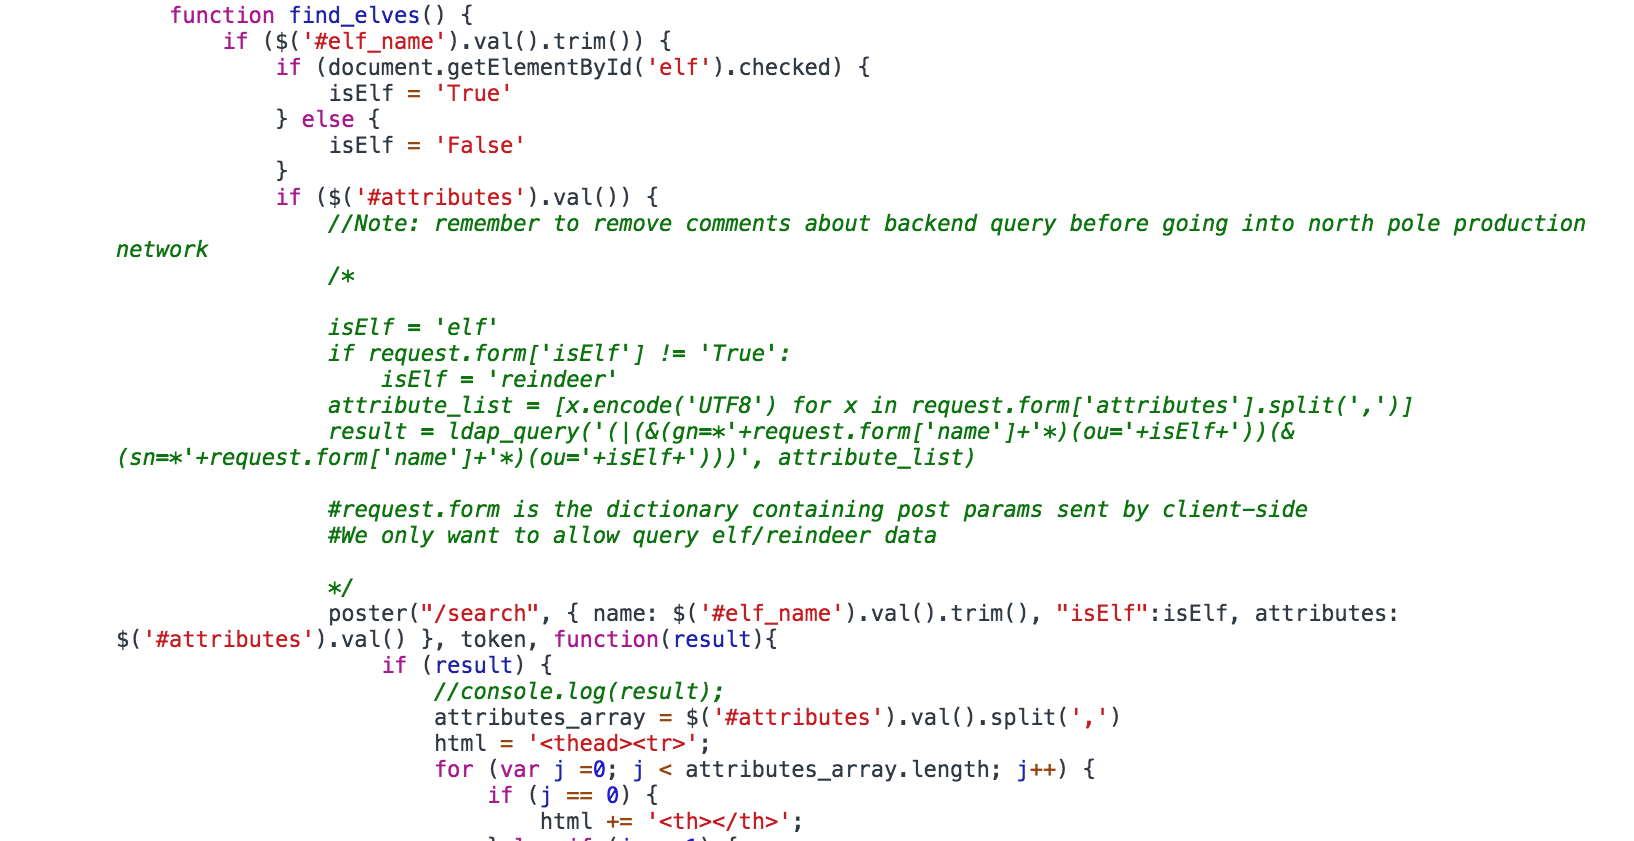 function find_elves() {
if ($('#elf_name').val().trim()) {
if (document.getElementById('elf').checked) {
isElf = 'True'
} else {
isElf = 'False'
}
if ($('#attributes').val()) {
//Note: remember to remove comments about backend query before going into north pole production
network
/*
isElf = 'elf'
if request.form['isElf'] != 'True':
isElf = 'reindeer'
attribute_list = [x.encode('UTF8') for x in request.form['attributes'].split(',')]
result = ldap_query('(|(&(gn=*'+request.form['name']+'*)(ou='+isElf+'))(&
(sn=*'+request.form['name']+'*)(ou='+isElf+')))', attribute_list)
#request.form is the dictionary containing post params sent by client-side
#We only want to allow query elf/reindeer data
*/
poster("/search", { name: $('#elf_name').val().trim(), "isElf":isElf, attributes:
$('#attributes').val() }, token, function(result){
if (result) {
//console.log(result);
attributes_array = $('#attributes').val().split(',')
html = '<thead><tr>';
for (var j =0; j < attributes_array.length; j++) {
if (j == 0) {
html += '<th></th>';